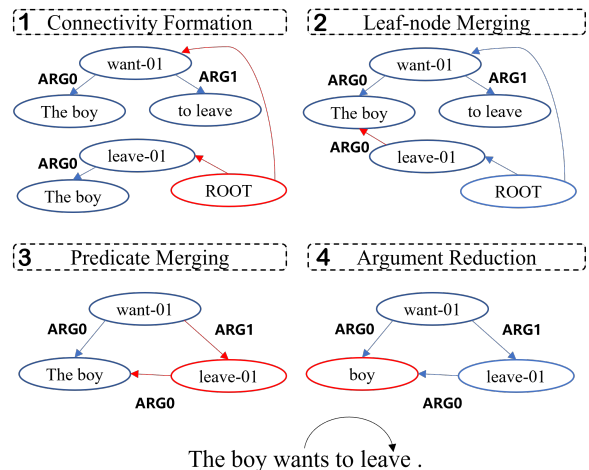 1 Connectivity Formation
want-01
ARG0
ARG1
The boy
to leave
ARG0
leave-01
The boy
ROOT
2 Leaf-node Merging
want-01
ARG0
ARG1
The boy
to leave
ARG0
leave-01
ROOT
3 Predicate Merging
want-01
ARG0
ARG1
The boy
leave-01
ARG0
4 Argument Reduction
want-01
ARG0
ARG1
boy
leave-01
ARG0
The boy wants to leave .